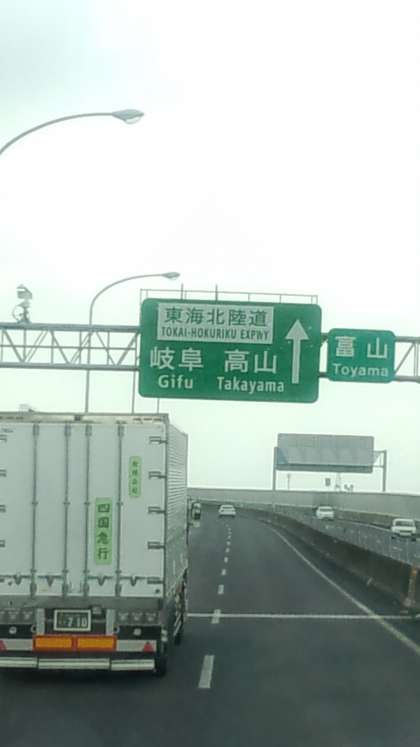 東海北陸道
TOKAI-HOKURIKU EXPWY
岐阜 高山
Gifu Takayama
富山
Toyama
四国急行
710